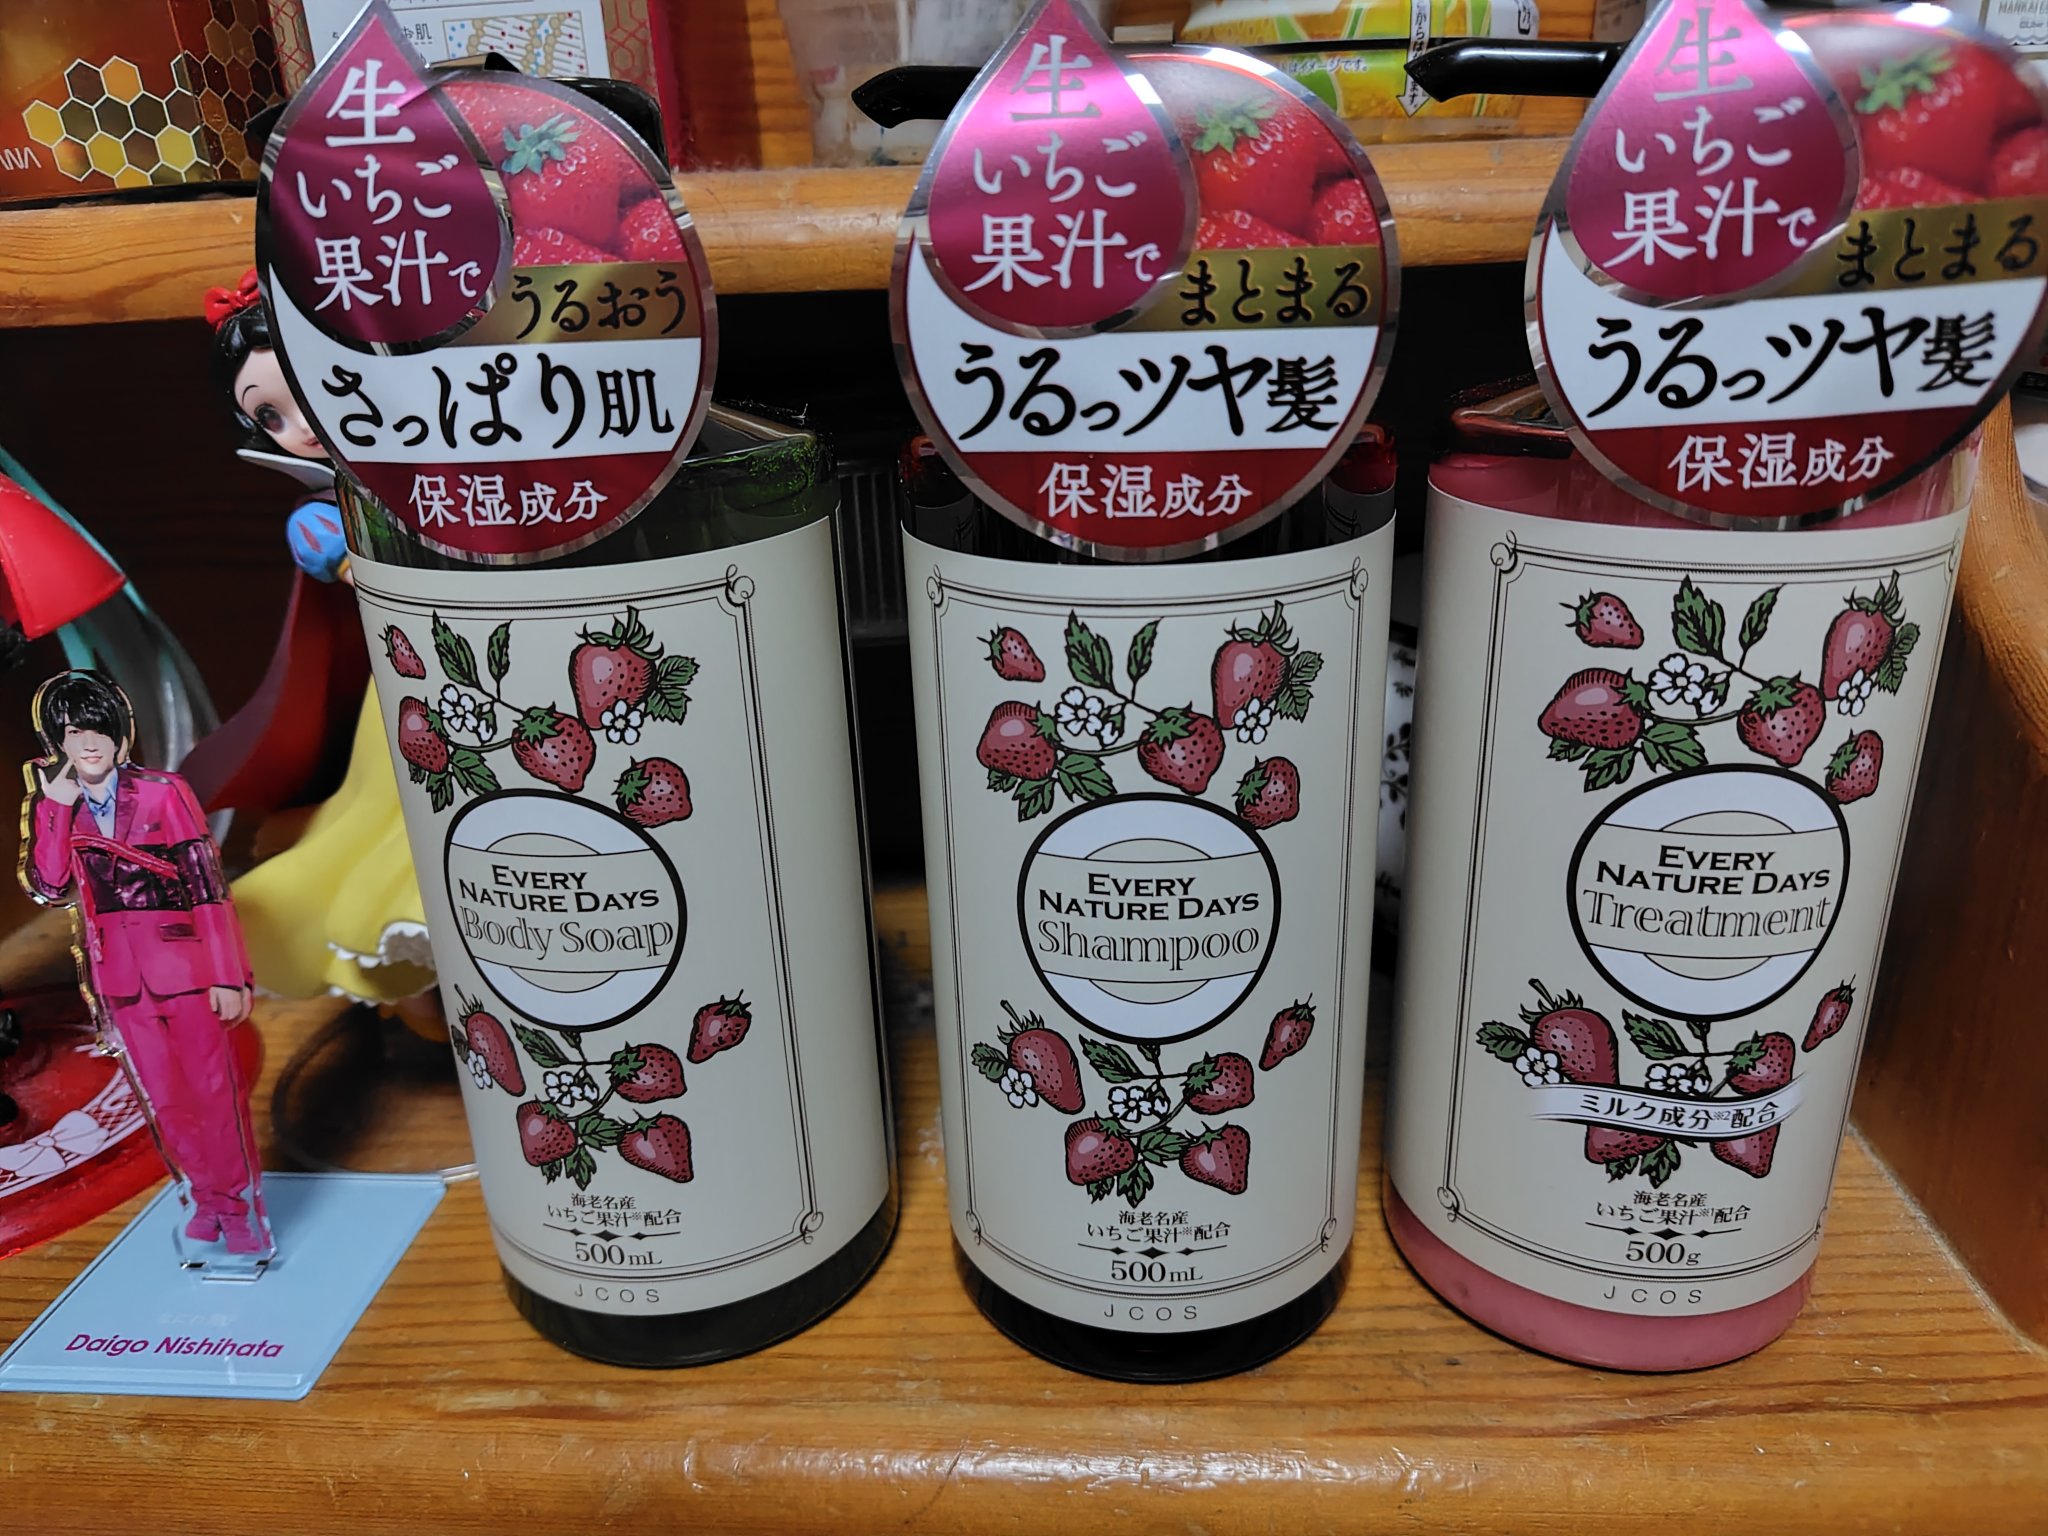 生
いちご
果汁で
うるおう
さっぱり肌
保湿成分
EVERY
NATURE DAYS
Body Soap
海老名産
いちご果汁※配合
500mL
JCOS
生
いちご
果汁で
まとまる
うるっツヤ髪
保湿成分
EVERY
NATURE DAYS
Shampoo
海老名産
いちご果汁※配合
500mL
JCOS
生
いちご
果汁で
まとまる
うるっツヤ髪
保湿成分
EVERY
NATURE DAYS
Treatment
ミルク成分※2配合
海老名産
いちご果汁※1配合
500g
JCOS
Daigo Nishihata